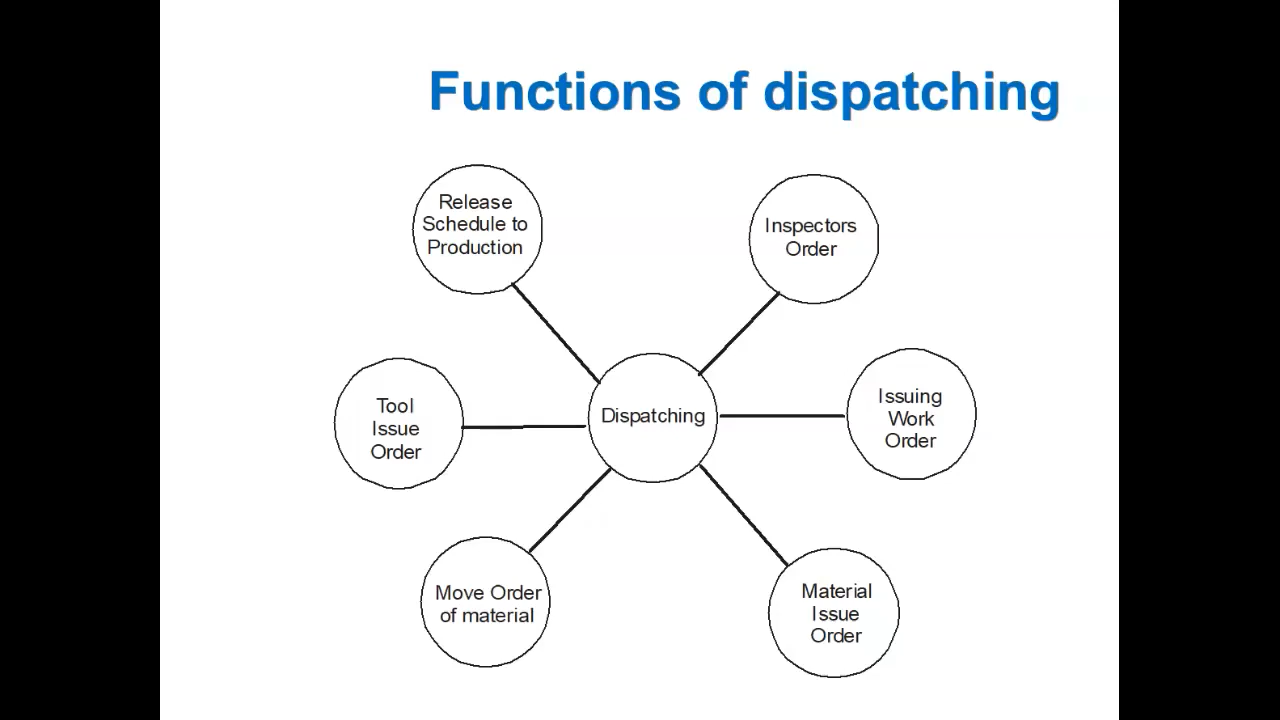 Functions of dispatching
Release
Schedule to
Production
Inspectors
Order
Tool
Issue
Order
Dispatching
Issuing
Work
Order
Move Order
of material
Material
Issue
Order